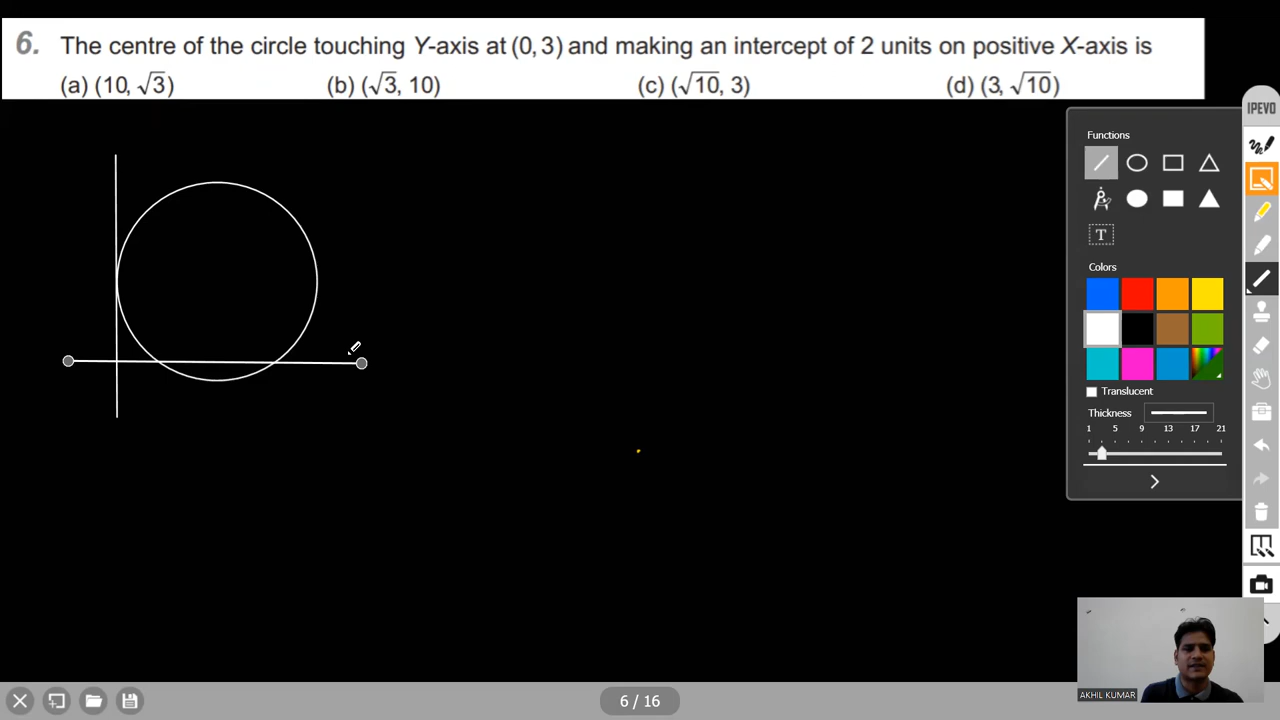 6. The centre of the circle touching Y-axis at (0, 3) and making an intercept of 2 units on positive X-axis is
(a) (10, √3) (b) (√3, 10) (c) (√10, 3) (d) (3, √10)
IPEVO
Functions
T
Colors
Translucent
Thickness
1 5 9 13 17 21
AKHIL KUMAR
6 / 16